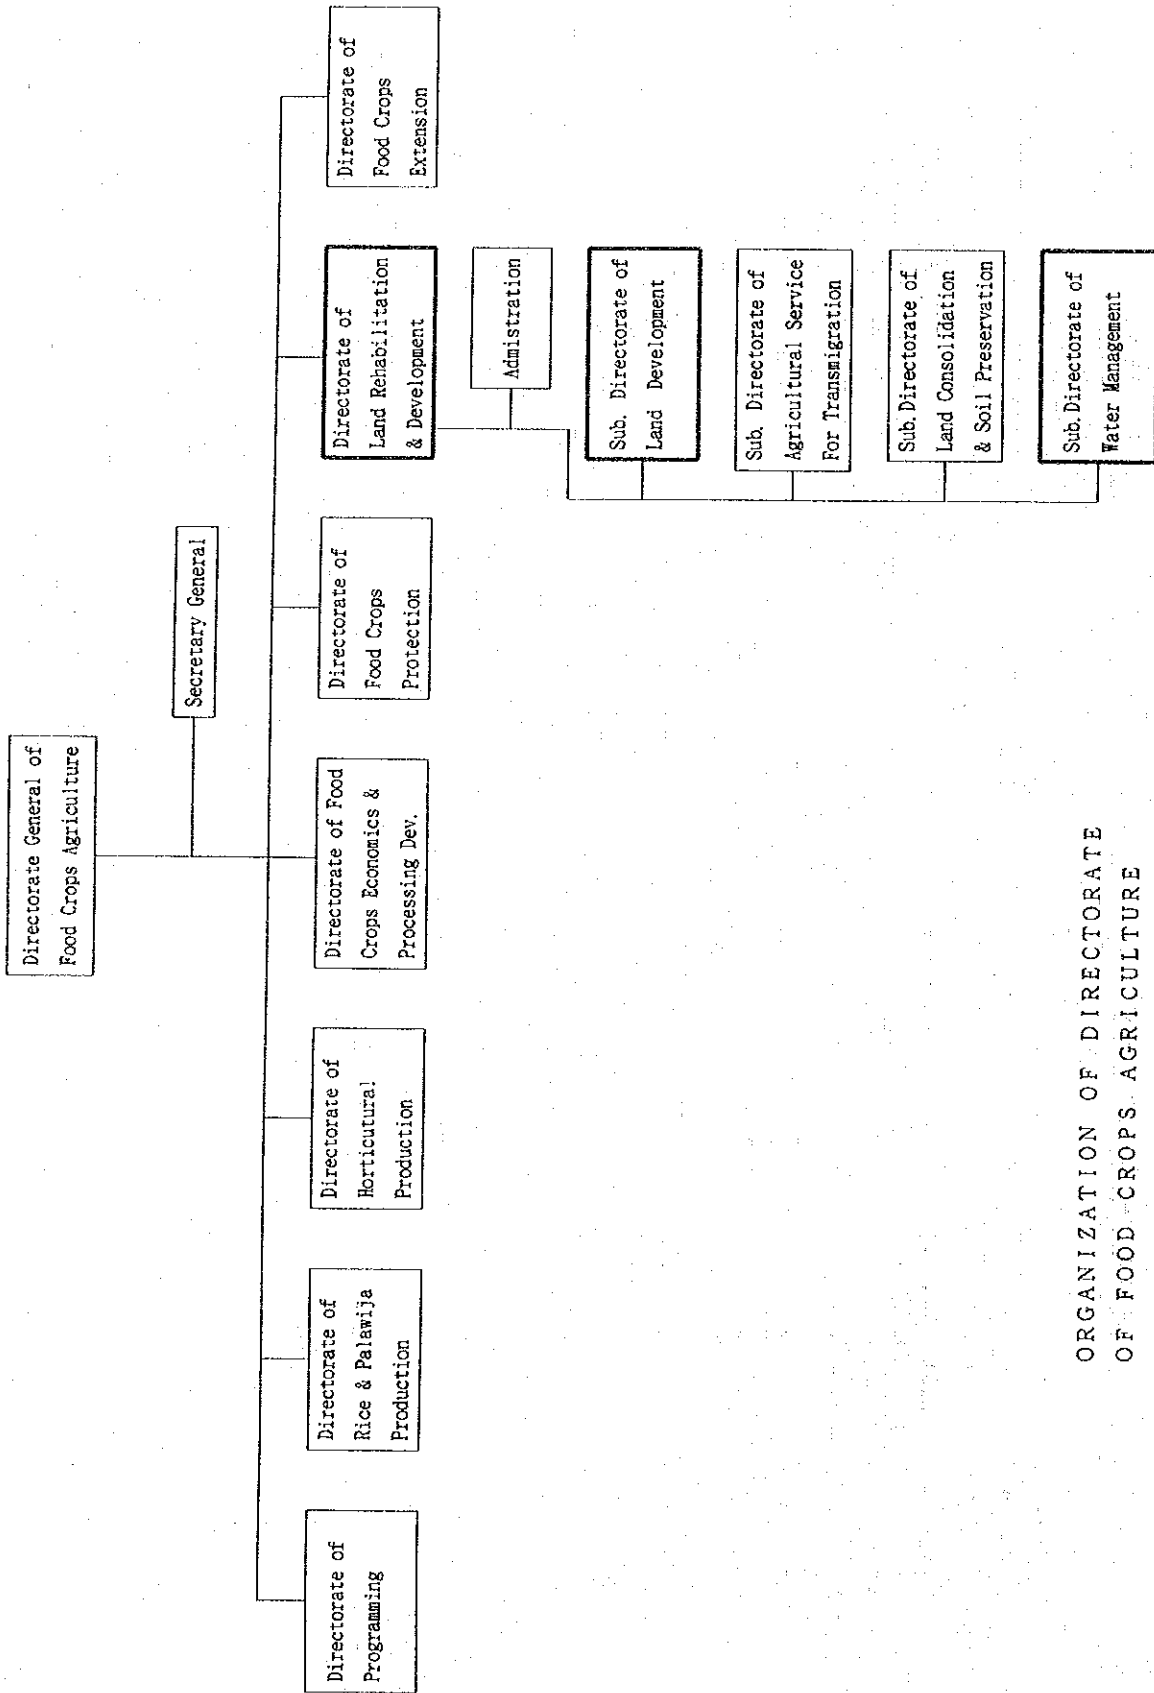 Directorate General of
Food Crops Agriculture
Secretary General
Directorate of
Programming
Directorate of
Rice & Palawija
Production
Directorate of
Horticutural
Production
Directorate of Food
Crops Economics &
Processing Dev.
Directorate of
Food Crops
Protection
Directorate of
Land Rehabilitation
& Development
Directorate of
Food Crops
Extension
Admistration
Sub. Directorate of
Land Development
Sub. Directorate of
Agricultural Service
For Transmigration
Sub. Directorate of
Land Consolidation
& Soil Preservation
Sub. Directorate of
Water Management
ORGANIZATION OF DIRECTORATE
OF FOOD CROPS AGRICULTURE